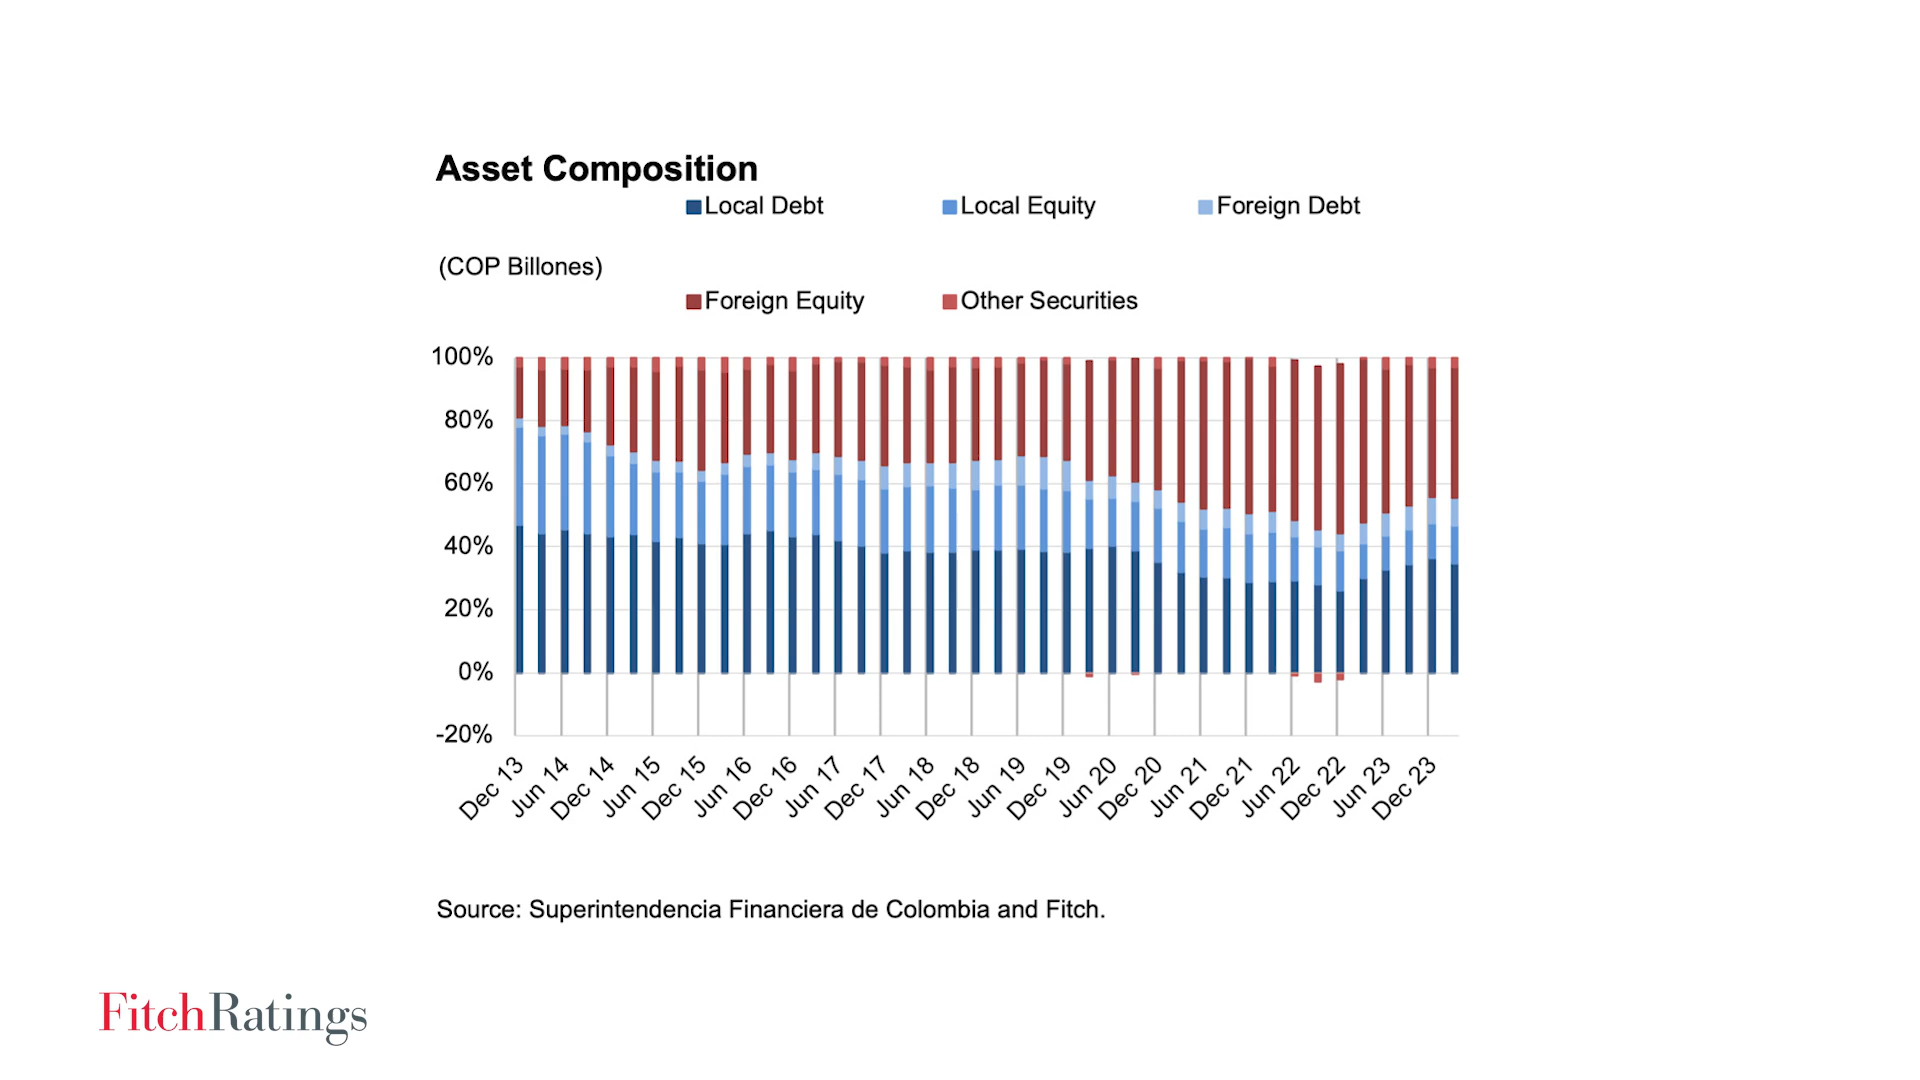 Asset Composition
Local Debt
Local Equity
Foreign Debt
(COP Billones)
Foreign Equity
Other Securities
100%
80%
60%
40%
20%
0%
-20%
Dec 13
Jun 14
Dec 14
Jun 15
Dec 15
Jun 16
Dec 16
Jun 17
Dec 17
Jun 18
Dec 18
Jun 19
Dec 19
Jun 20
Dec 20
Jun 21
Dec 21
Jun 22
Dec 22
Jun 23
Dec 23
Source: Superintendencia Financiera de Colombia and Fitch.
FitchRatings